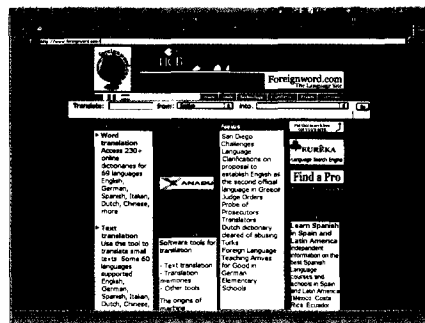 http://www.foreignword.com/
Foreignword.com
The Language Site
Translate:
from:
into:
Word
translation
Access 230+
online
dictionaries for
69 languages
English,
German,
Spanish, Italian,
Dutch, Chinese,
more
Text
translation
Use the tool to
translate small
texts Some 60
languages
supported
English,
German,
Spanish, Italian,
Dutch, Chinese,
Software tools for
translation
- Text translation
- Translation
memories
- Other tools
The origins of
machine
News
San Diego
Challenges
Language
Clarifications on
proposal to
establish English as
the second official
language in Greece
Judge Orders
Probe of
Prosecutors
Translators
Dutch dictionary
cleared of abusing
Turks
Foreign Language
Teaching Arrives
for Good in
German
Elementary
Schools
EUREKA
Language Search Engine
Find a Pro
Learn Spanish
in Spain and
Latin America
Independent
information on the
best Spanish
Language
courses and
schools in Spain
and Latin America
(Mexico Costa
Rica Ecuador